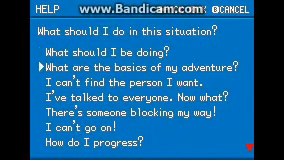 HELP
www.Bandicam.com
CANCEL
What should I do in this situation?
What should I be doing?
▶What are the basics of my adventure?
I can't find the person I want.
I've talked to everyone. Now what?
There's someone blocking my way!
I can't go on!
How do I progress?